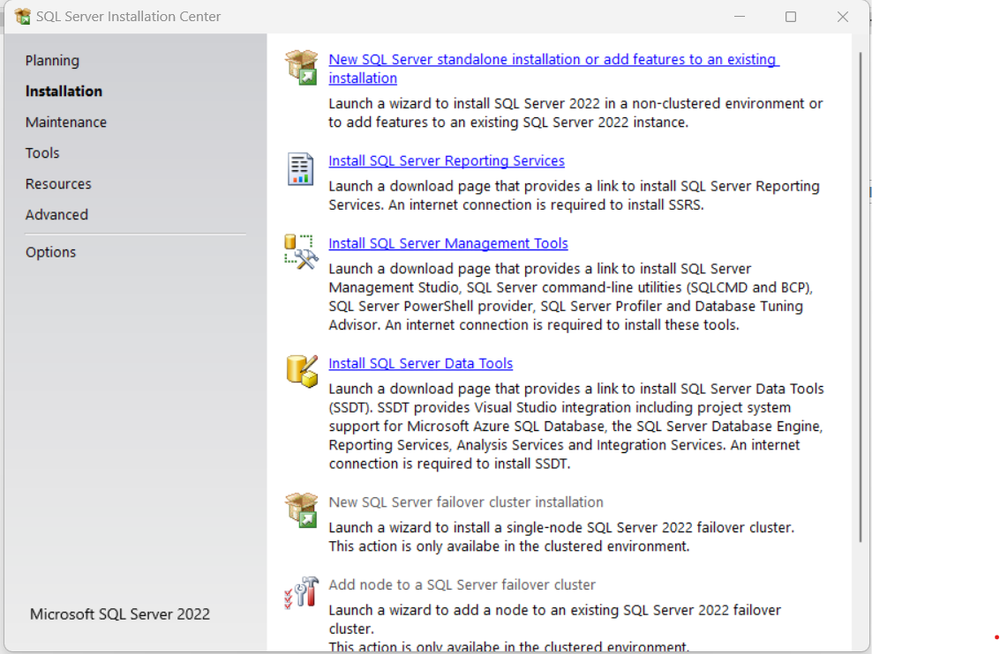 SQL Server Installation Center
Planning
Installation
Maintenance
Tools
Resources
Advanced
Options
Microsoft SQL Server 2022
New SQL Server standalone installation or add features to an existing
installation
Launch a wizard to install SQL Server 2022 in a non-clustered environment or
to add features to an existing SQL Server 2022 instance.
Install SQL Server Reporting Services
Launch a download page that provides a link to install SQL Server Reporting
Services. An internet connection is required to install SSRS.
Install SQL Server Management Tools
Launch a download page that provides a link to install SQL Server
Management Studio, SQL Server command-line utilities (SQLCMD and BCP),
SQL Server PowerShell provider, SQL Server Profiler and Database Tuning
Advisor. An internet connection is required to install these tools.
Install SQL Server Data Tools
Launch a download page that provides a link to install SQL Server Data Tools
(SSDT). SSDT provides Visual Studio integration including project system
support for Microsoft Azure SQL Database, the SQL Server Database Engine,
Reporting Services, Analysis Services and Integration Services. An internet
connection is required to install SSDT.
New SQL Server failover cluster installation
Launch a wizard to install a single-node SQL Server 2022 failover cluster.
This action is only availabe in the clustered environment.
Add node to a SQL Server failover cluster
Launch a wizard to add a node to an existing SQL Server 2022 failover
cluster.
This action is only availabe in the clustered environment.